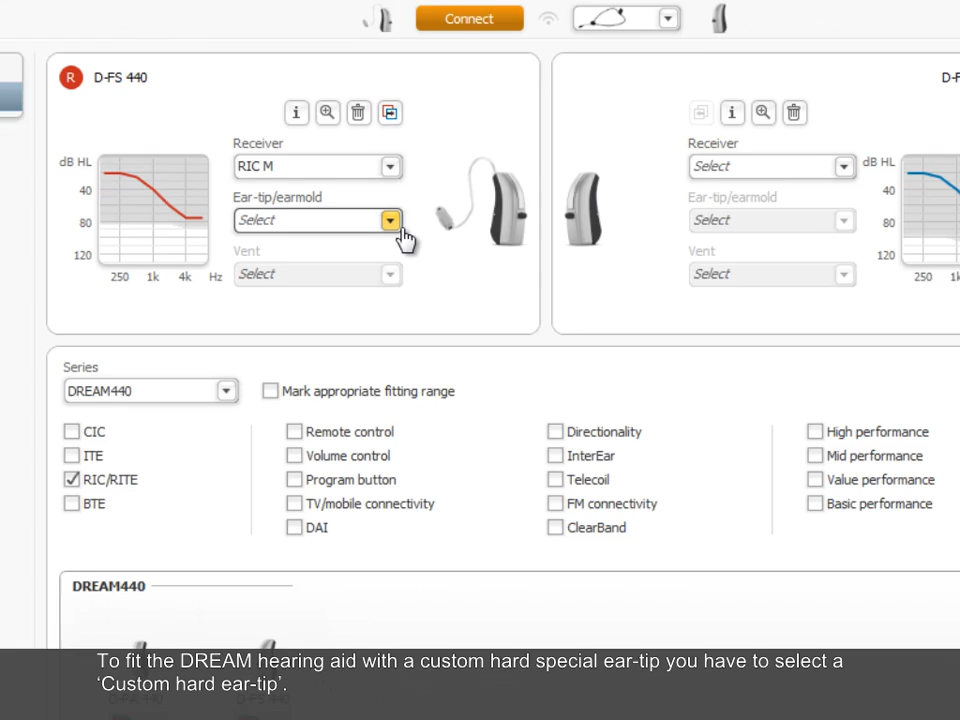 Connect
R D-FS 440
Receiver
RIC M
Ear-tip/earmold
Select
Vent
Select
dB HL
40
80
120
250 1k 4k Hz
Receiver
Select
Ear-tip/earmold
Select
Vent
Select
dB HL
40
80
120
250
Series
DREAM440
Mark appropriate fitting range
CIC
ITE
RIC/RITE
BTE
Remote control
Volume control
Program button
TV/mobile connectivity
DAI
Directionality
InterEar
Telecoil
FM connectivity
ClearBand
High performance
Mid performance
Value performance
Basic performance
DREAM440
To fit the DREAM hearing aid with a custom hard special ear-tip you have to select a
‘Custom hard ear-tip’.